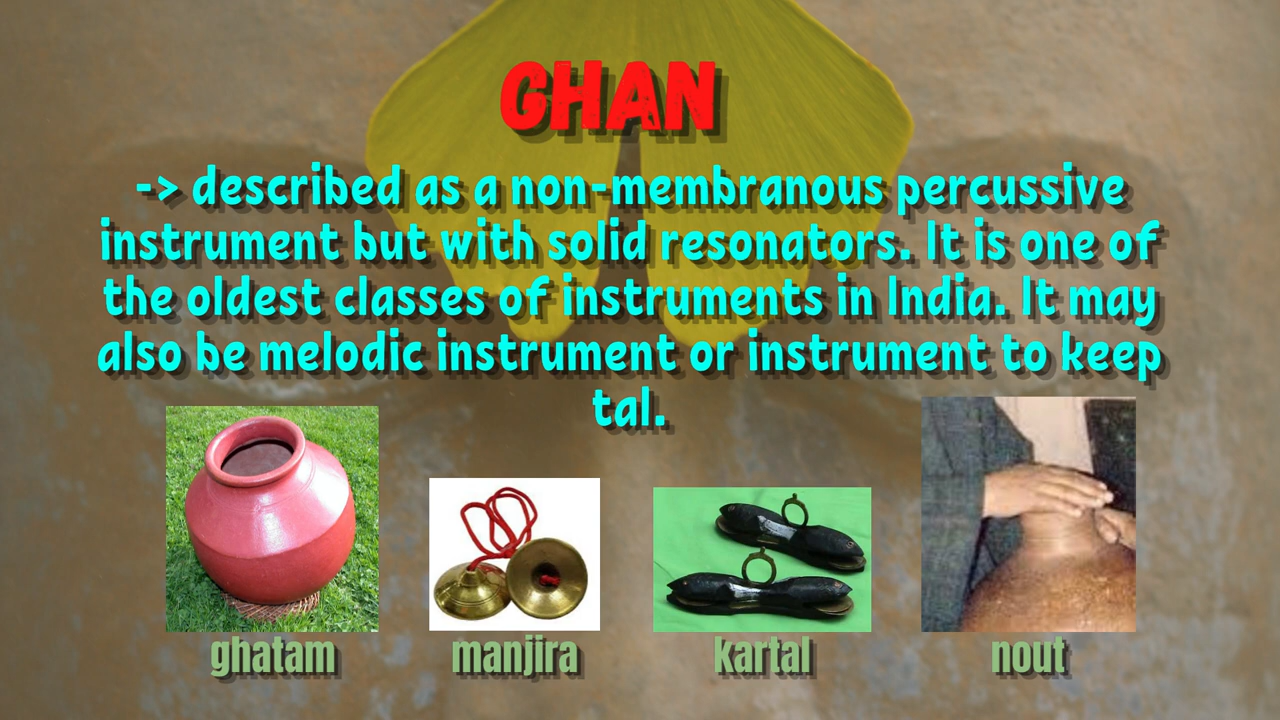 GHAN
-> described as a non-membranous percussive
instrument but with solid resonators. It is one of
the oldest classes of instruments in India. It may
also be melodic instrument or instrument to keep
tal.
ghatam
manjira
kartal
nout